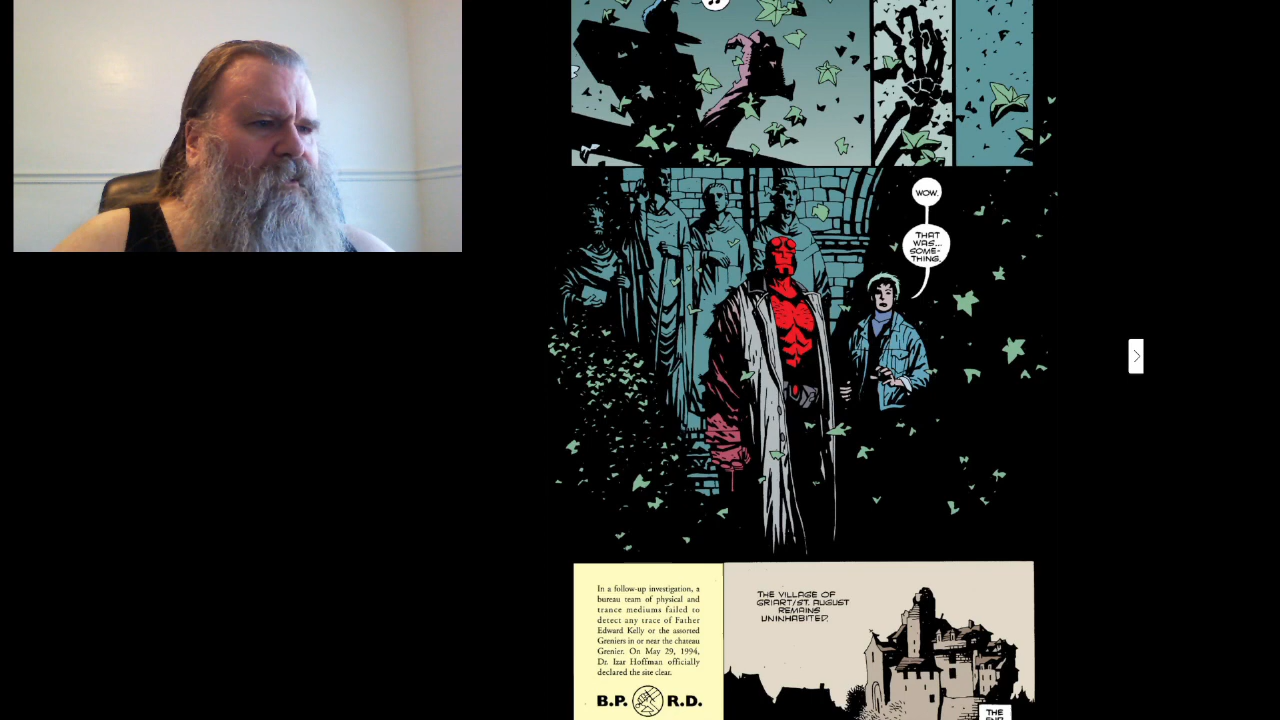 WOW.
THAT
WAS...
SOME-
THING.
In a follow-up investigation, a
bureau team of physical and
trance mediums failed to
detect any trace of Father
Edward Kelly or the assorted
Greniers in or near the chateau
Grenier. On May 29, 1994,
Dr. Izar Hoffman officially
declared the site clear.
B.P. R.D.
THE VILLAGE OF
GRIART/ST. AUGUST
REMAINS
UNINHABITED.
THE
END